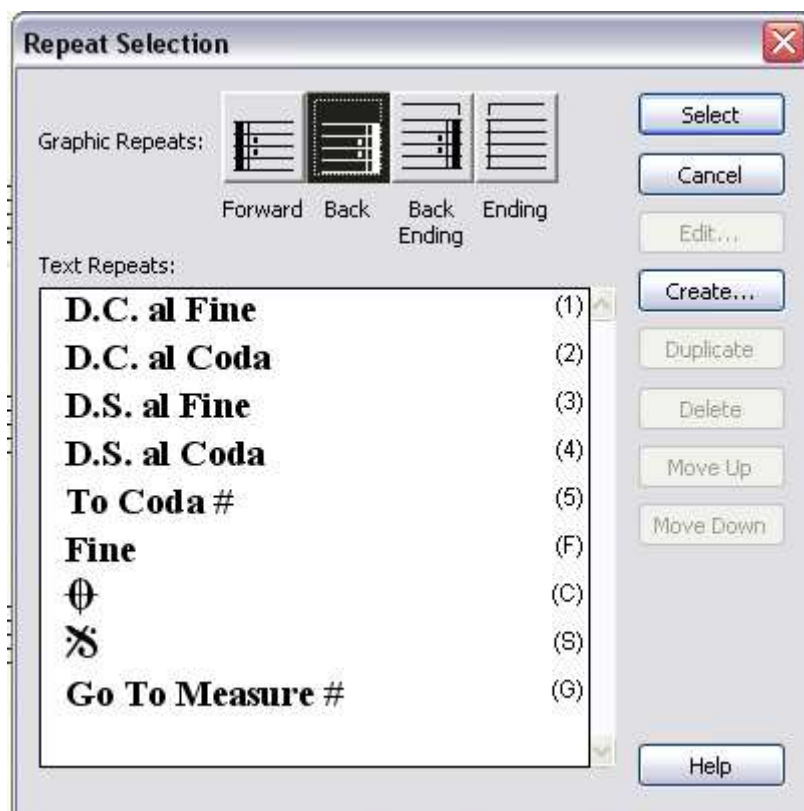 Repeat Selection
Graphic Repeats:
Forward Back Back Ending Ending
Select
Cancel
Edit...
Text Repeats:
D.C. al Fine (1)
D.C. al Coda (2)
D.S. al Fine (3)
D.S. al Coda (4)
To Coda # (5)
Fine (F)
(C)
(S)
Go To Measure # (G)
Create...
Duplicate
Delete
Move Up
Move Down
Help